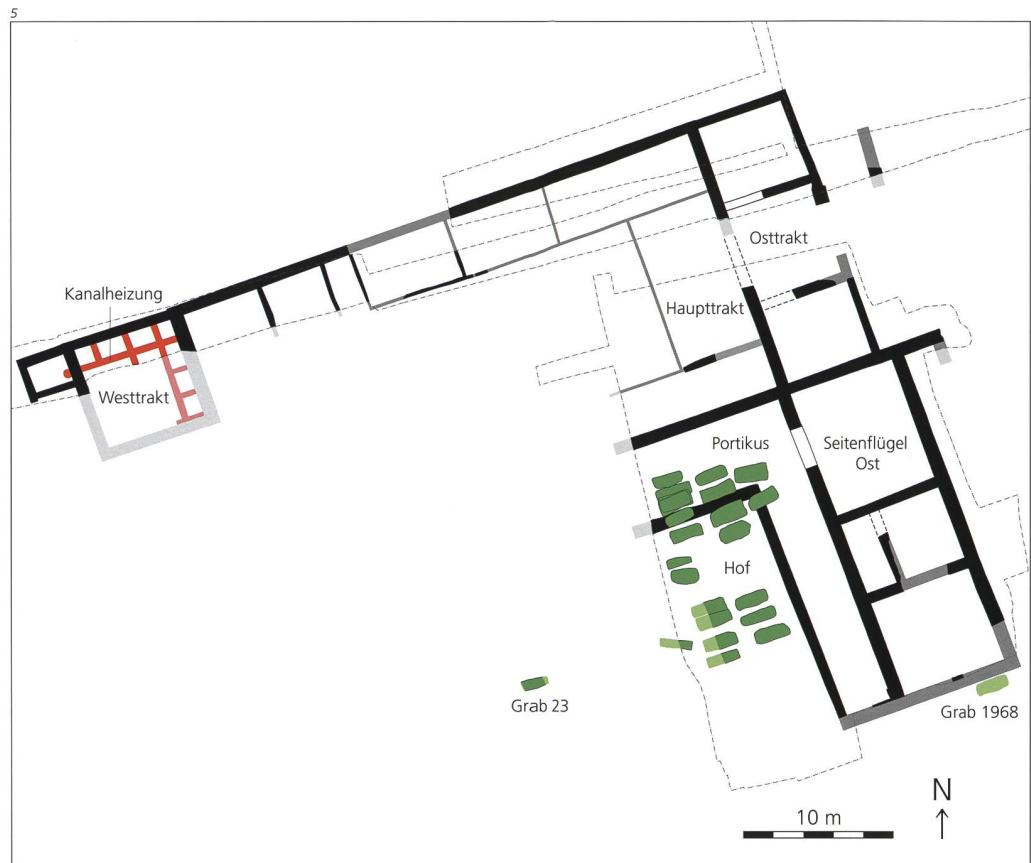 5
Osttrakt
Kanalheizung
Haupttrakt
Westtrakt
Portikus
Seitenflügel
Ost
Hof
Grab 23
Grab 1968
10 m
N